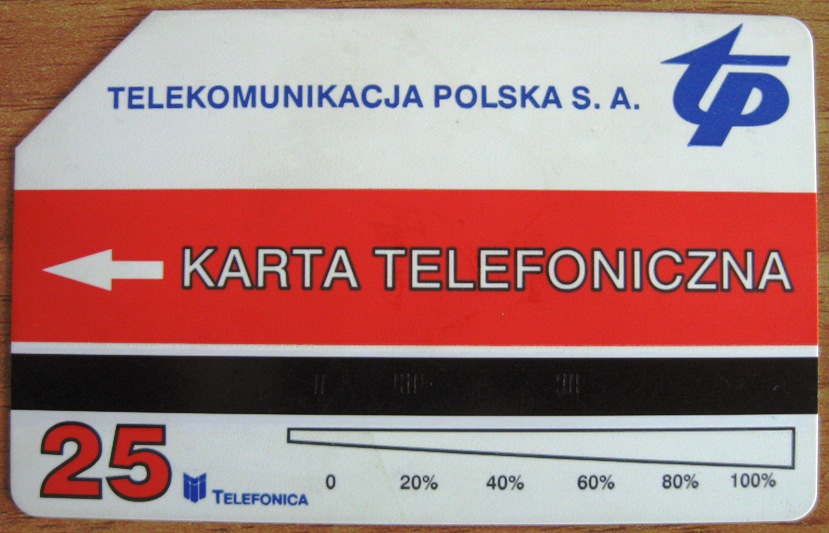 TELEKOMUNIKACJA POLSKA S. A.
tp
KARTA TELEFONICZNA
25
TELEFONICA
0 20% 40% 60% 80% 100%